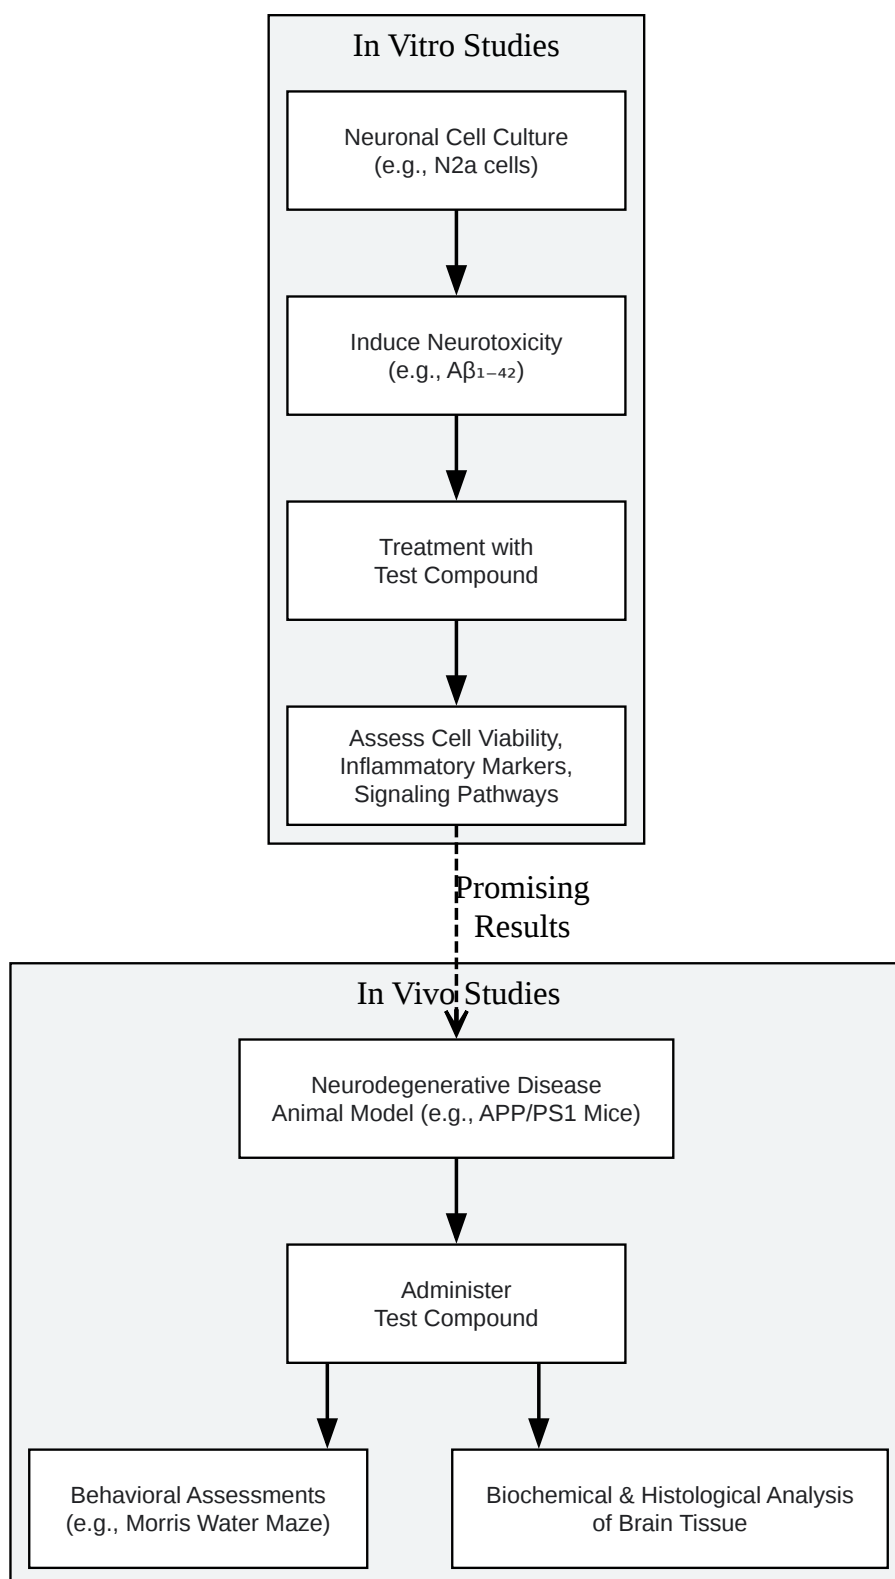 In Vitro Studies
Neuronal Cell Culture
(e.g., N2a cells)
Induce Neurotoxicity
(e.g., Aβ₁₋₄₂)
Treatment with
Test Compound
Assess Cell Viability,
Inflammatory Markers,
Signaling Pathways
Promising
Results
In Vivo Studies
Neurodegenerative Disease
Animal Model (e.g., APP/PS1 Mice)
Administer
Test Compound
Behavioral Assessments
(e.g., Morris Water Maze)
Biochemical & Histological Analysis
of Brain Tissue